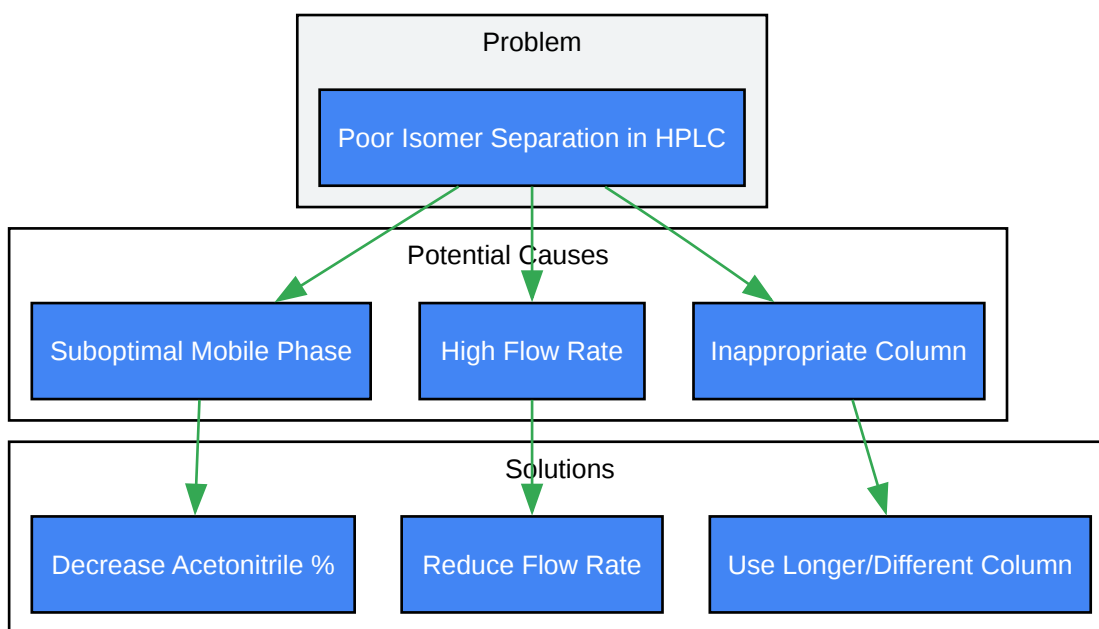 Problem
Poor Isomer Separation in HPLC
Potential Causes
Suboptimal Mobile Phase
High Flow Rate
Inappropriate Column
Solutions
Decrease Acetonitrile %
Reduce Flow Rate
Use Longer/Different Column